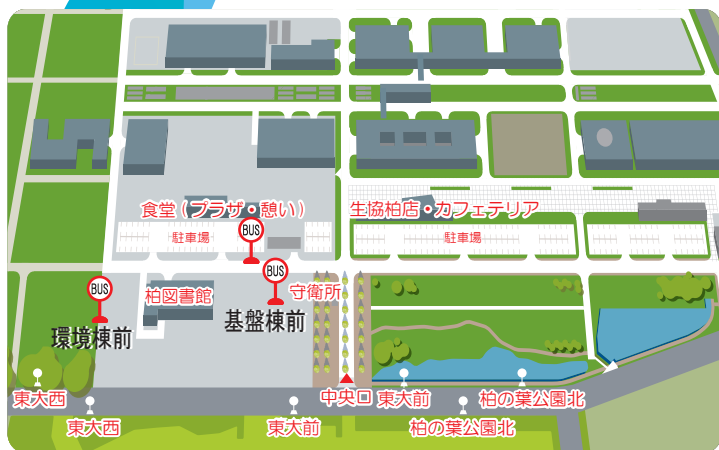 食堂(プラザ・憩い)
生協柏店・カフェテリア
BUS
駐車場
駐車場
BUS
BUS
柏図書館
守衛所
基盤棟前
環境棟前
東大西
中央口
東大前
柏の葉公園北
東大西
東大前
柏の葉公園北